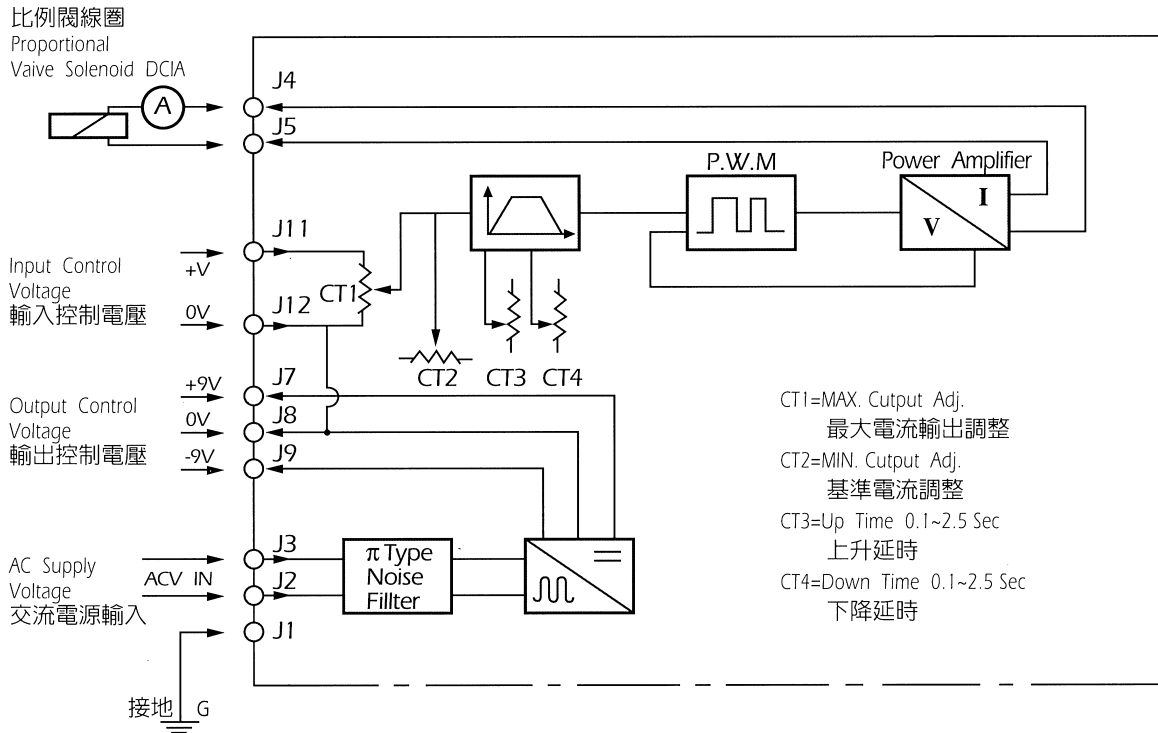 比例閥線圈
Proportional
Vaive Solenoid DCIA
A
J4
J5
P.W.M
Power Amplifier
I
V
J11
Input Control
+V
Voltage
CT1
輸入控制電壓
0V
J12
CT2
CT3
CT4
J7
+9V
Output Control
0V
J8
Voltage
輸出控制電壓
-9V
J9
CT1=MAX. Cutput Adj.
最大電流輸出調整
CT2=MIN. Cutput Adj.
基準電流調整
CT3=Up Time 0.1~2.5 Sec
上升延時
CT4=Down Time 0.1~2.5 Sec
下降延時
J3
AC Supply
ACV IN
Voltage
J2
交流電源輸入
π Type
Noise
Fillter
J1
接地 G